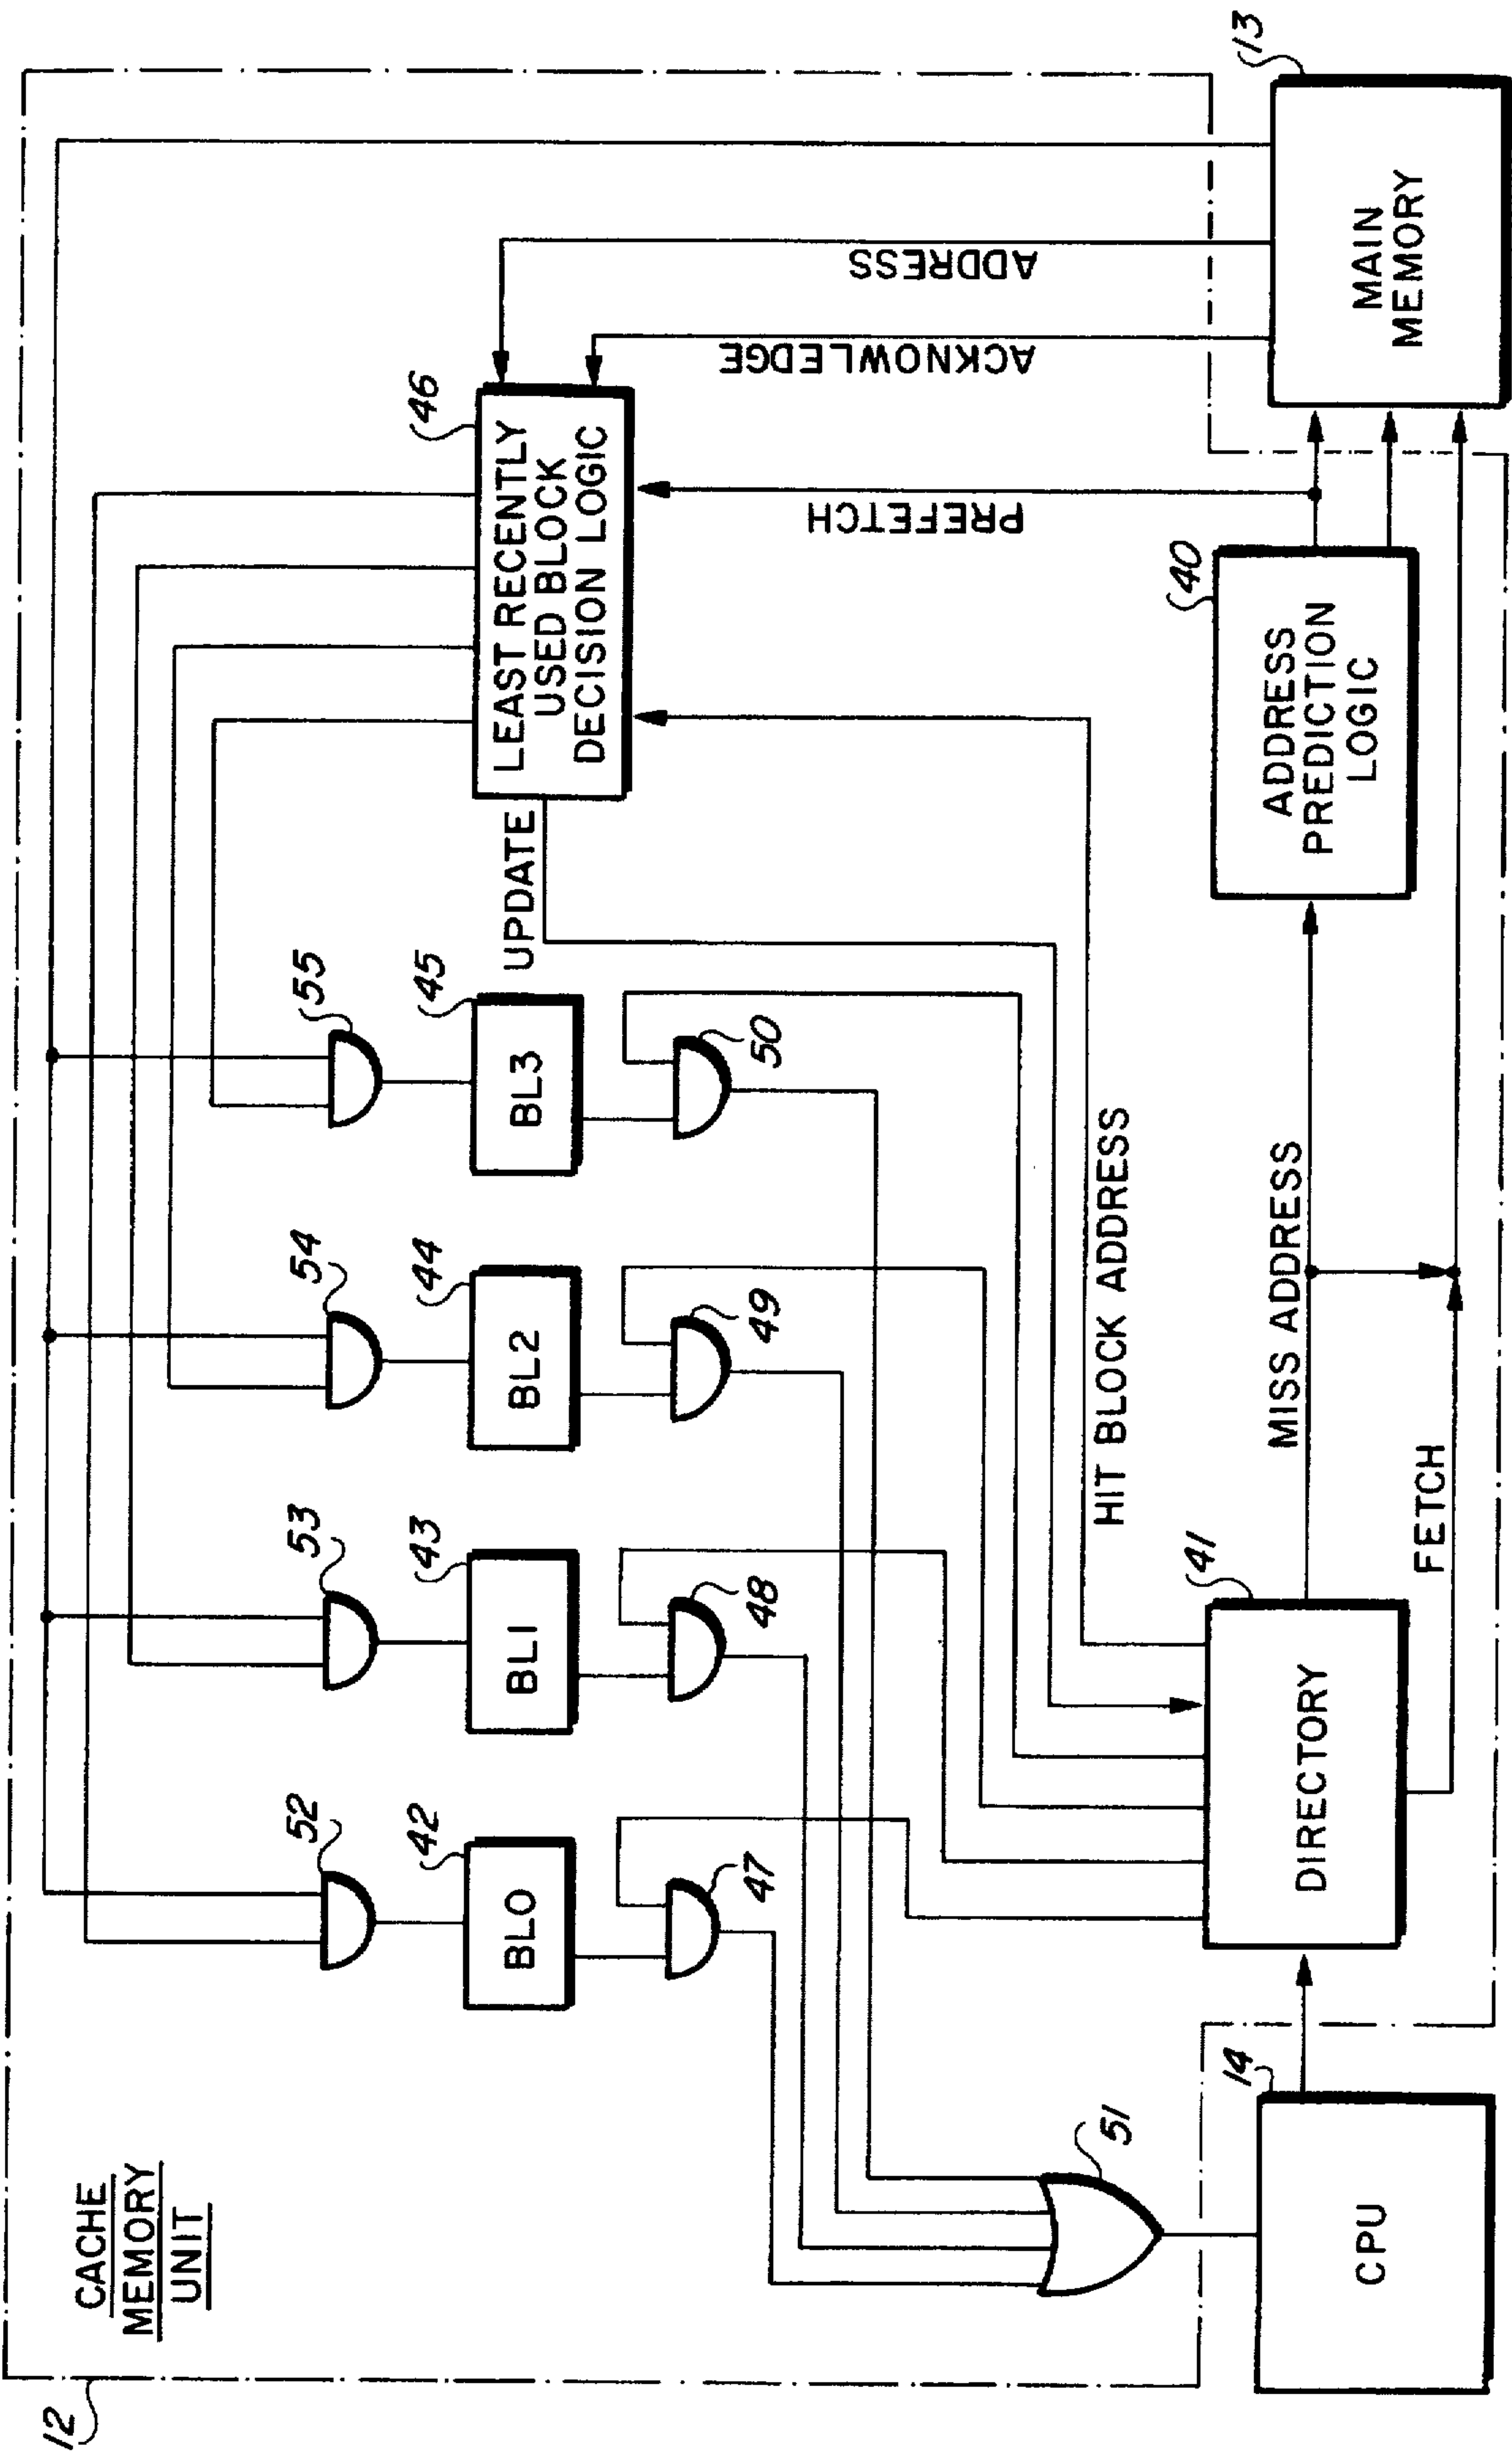 12
CACHE
MEMORY
UNIT
52
53
54
55
42
43
44
45
46
BL0
BL1
BL2
BL3
LEAST RECENTLY
USED BLOCK
DECISION LOGIC
UPDATE
47
48
49
50
ACKNOWLEDGE
ADDRESS
PREFETCH
51
HIT BLOCK ADDRESS
14
41
40
13
CPU
DIRECTORY
MISS ADDRESS
FETCH
ADDRESS
PREDICTION
LOGIC
MAIN
MEMORY